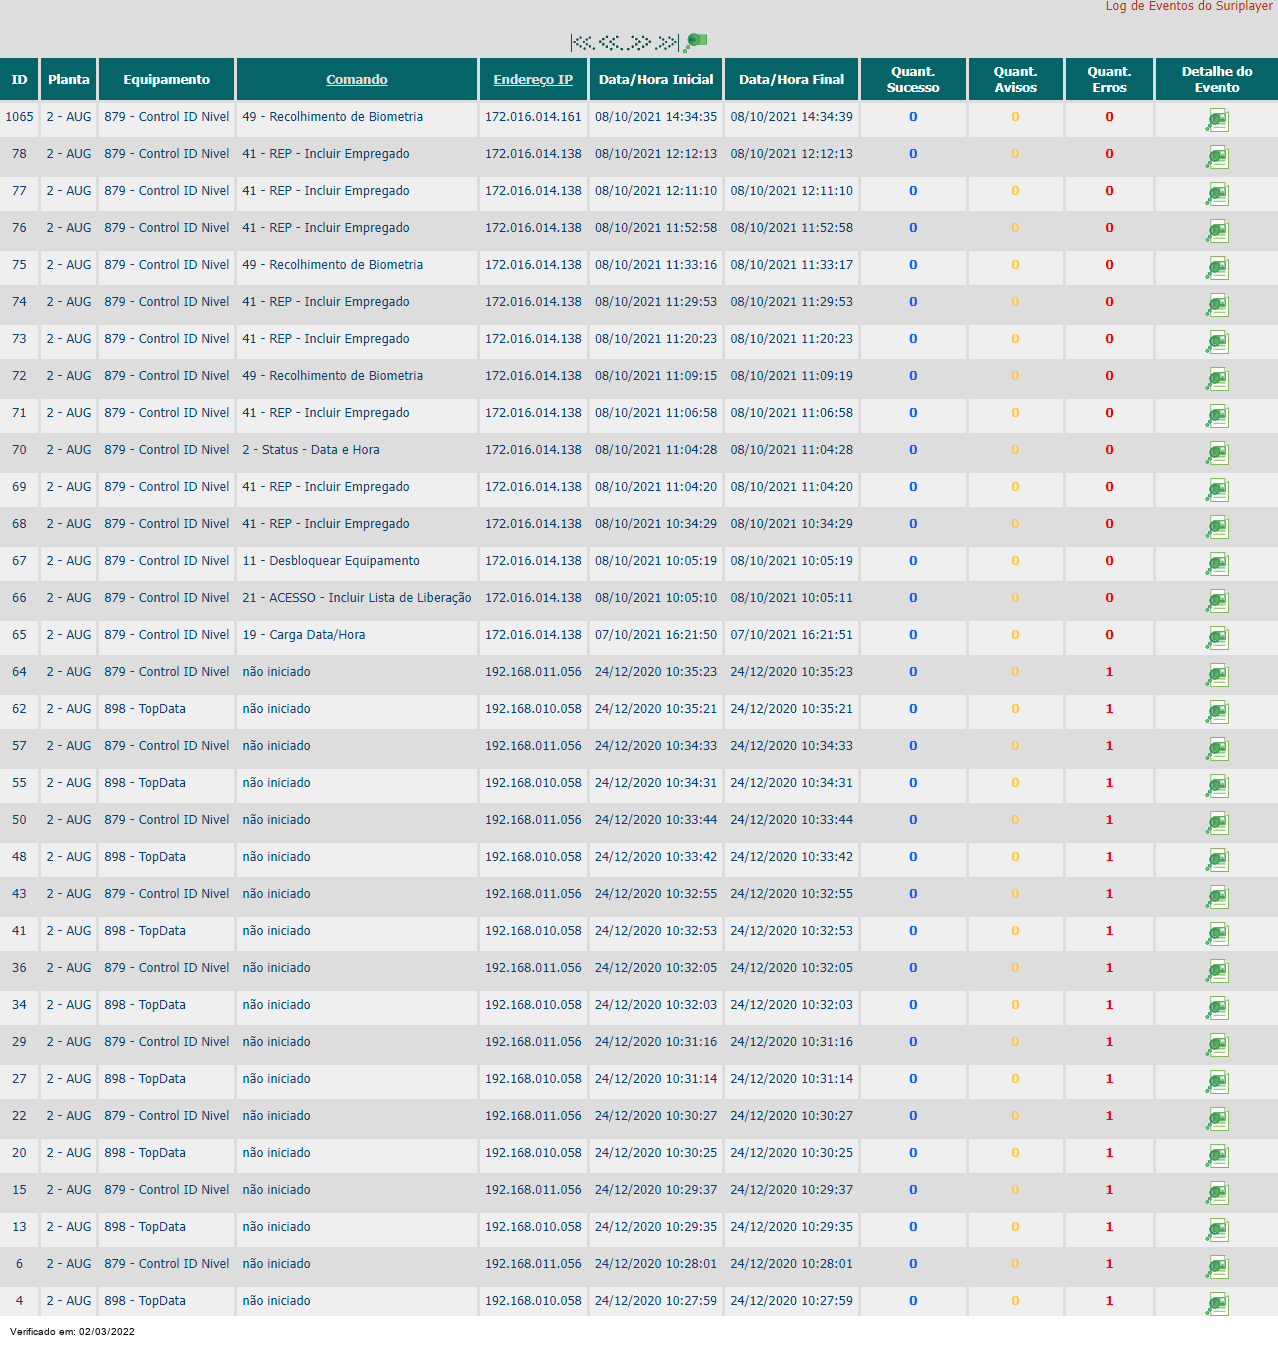 Log de Eventos do Suriplayer
ID Planta Equipamento Comando Endereço IP Data/Hora Inicial Data/Hora Final Quant. Sucesso Quant. Avisos Quant. Erros Detalhe do Evento
1065 2 - AUG 879 - Control ID Nivel 49 - Recolhimento de Biometria 172.016.014.161 08/10/2021 14:34:35 08/10/2021 14:34:39 0 0 0
78 2 - AUG 879 - Control ID Nivel 41 - REP - Incluir Empregado 172.016.014.138 08/10/2021 12:12:13 08/10/2021 12:12:13 0 0 0
77 2 - AUG 879 - Control ID Nivel 41 - REP - Incluir Empregado 172.016.014.138 08/10/2021 12:11:10 08/10/2021 12:11:10 0 0 0
76 2 - AUG 879 - Control ID Nivel 41 - REP - Incluir Empregado 172.016.014.138 08/10/2021 11:52:58 08/10/2021 11:52:58 0 0 0
75 2 - AUG 879 - Control ID Nivel 49 - Recolhimento de Biometria 172.016.014.138 08/10/2021 11:33:16 08/10/2021 11:33:17 0 0 0
74 2 - AUG 879 - Control ID Nivel 41 - REP - Incluir Empregado 172.016.014.138 08/10/2021 11:29:53 08/10/2021 11:29:53 0 0 0
73 2 - AUG 879 - Control ID Nivel 41 - REP - Incluir Empregado 172.016.014.138 08/10/2021 11:20:23 08/10/2021 11:20:23 0 0 0
72 2 - AUG 879 - Control ID Nivel 49 - Recolhimento de Biometria 172.016.014.138 08/10/2021 11:09:15 08/10/2021 11:09:19 0 0 0
71 2 - AUG 879 - Control ID Nivel 41 - REP - Incluir Empregado 172.016.014.138 08/10/2021 11:06:58 08/10/2021 11:06:58 0 0 0
70 2 - AUG 879 - Control ID Nivel 2 - Status - Data e Hora 172.016.014.138 08/10/2021 11:04:28 08/10/2021 11:04:28 0 0 0
69 2 - AUG 879 - Control ID Nivel 41 - REP - Incluir Empregado 172.016.014.138 08/10/2021 11:04:20 08/10/2021 11:04:20 0 0 0
68 2 - AUG 879 - Control ID Nivel 41 - REP - Incluir Empregado 172.016.014.138 08/10/2021 10:34:29 08/10/2021 10:34:29 0 0 0
67 2 - AUG 879 - Control ID Nivel 11 - Desbloquear Equipamento 172.016.014.138 08/10/2021 10:05:19 08/10/2021 10:05:19 0 0 0
66 2 - AUG 879 - Control ID Nivel 21 - ACESSO - Incluir Lista de Liberação 172.016.014.138 08/10/2021 10:05:10 08/10/2021 10:05:11 0 0 0
65 2 - AUG 879 - Control ID Nivel 19 - Carga Data/Hora 172.016.014.138 07/10/2021 16:21:50 07/10/2021 16:21:51 0 0 0
64 2 - AUG 879 - Control ID Nivel não iniciado 192.168.011.056 24/12/2020 10:35:23 24/12/2020 10:35:23 0 0 1
62 2 - AUG 898 - TopData não iniciado 192.168.010.058 24/12/2020 10:35:21 24/12/2020 10:35:21 0 0 1
57 2 - AUG 879 - Control ID Nivel não iniciado 192.168.011.056 24/12/2020 10:34:33 24/12/2020 10:34:33 0 0 1
55 2 - AUG 898 - TopData não iniciado 192.168.010.058 24/12/2020 10:34:31 24/12/2020 10:34:31 0 0 1
50 2 - AUG 879 - Control ID Nivel não iniciado 192.168.011.056 24/12/2020 10:33:44 24/12/2020 10:33:44 0 0 1
48 2 - AUG 898 - TopData não iniciado 192.168.010.058 24/12/2020 10:33:42 24/12/2020 10:33:42 0 0 1
43 2 - AUG 879 - Control ID Nivel não iniciado 192.168.011.056 24/12/2020 10:32:55 24/12/2020 10:32:55 0 0 1
41 2 - AUG 898 - TopData não iniciado 192.168.010.058 24/12/2020 10:32:53 24/12/2020 10:32:53 0 0 1
36 2 - AUG 879 - Control ID Nivel não iniciado 192.168.011.056 24/12/2020 10:32:05 24/12/2020 10:32:05 0 0 1
34 2 - AUG 898 - TopData não iniciado 192.168.010.058 24/12/2020 10:32:03 24/12/2020 10:32:03 0 0 1
29 2 - AUG 879 - Control ID Nivel não iniciado 192.168.011.056 24/12/2020 10:31:16 24/12/2020 10:31:16 0 0 1
27 2 - AUG 898 - TopData não iniciado 192.168.010.058 24/12/2020 10:31:14 24/12/2020 10:31:14 0 0 1
22 2 - AUG 879 - Control ID Nivel não iniciado 192.168.011.056 24/12/2020 10:30:27 24/12/2020 10:30:27 0 0 1
20 2 - AUG 898 - TopData não iniciado 192.168.010.058 24/12/2020 10:30:25 24/12/2020 10:30:25 0 0 1
15 2 - AUG 879 - Control ID Nivel não iniciado 192.168.011.056 24/12/2020 10:29:37 24/12/2020 10:29:37 0 0 1
13 2 - AUG 898 - TopData não iniciado 192.168.010.058 24/12/2020 10:29:35 24/12/2020 10:29:35 0 0 1
6 2 - AUG 879 - Control ID Nivel não iniciado 192.168.011.056 24/12/2020 10:28:01 24/12/2020 10:28:01 0 0 1
4 2 - AUG 898 - TopData não iniciado 192.168.010.058 24/12/2020 10:27:59 24/12/2020 10:27:59 0 0 1
Verificado em: 02/03/2022